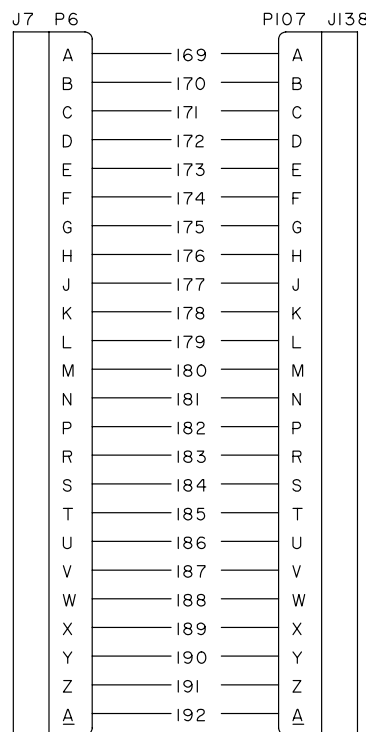 J7 P6 P107 J138
A 169 A
B 170 B
C 171 C
D 172 D
E 173 E
F 174 F
G 175 G
H 176 H
J 177 J
K 178 K
L 179 L
M 180 M
N 181 N
P 182 P
R 183 R
S 184 S
T 185 T
U 186 U
V 187 V
W 188 W
X 189 X
Y 190 Y
Z 191 Z
A 192 A